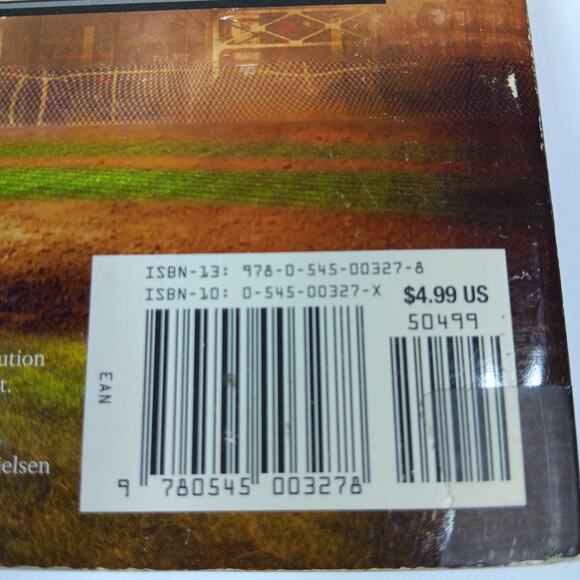 ISBN-13: 978-0-545-00327-8
ISBN-10: 0-545-00327-X
$4.99 US
50499
ution
t.
EAN
elsen
9 780545 003278